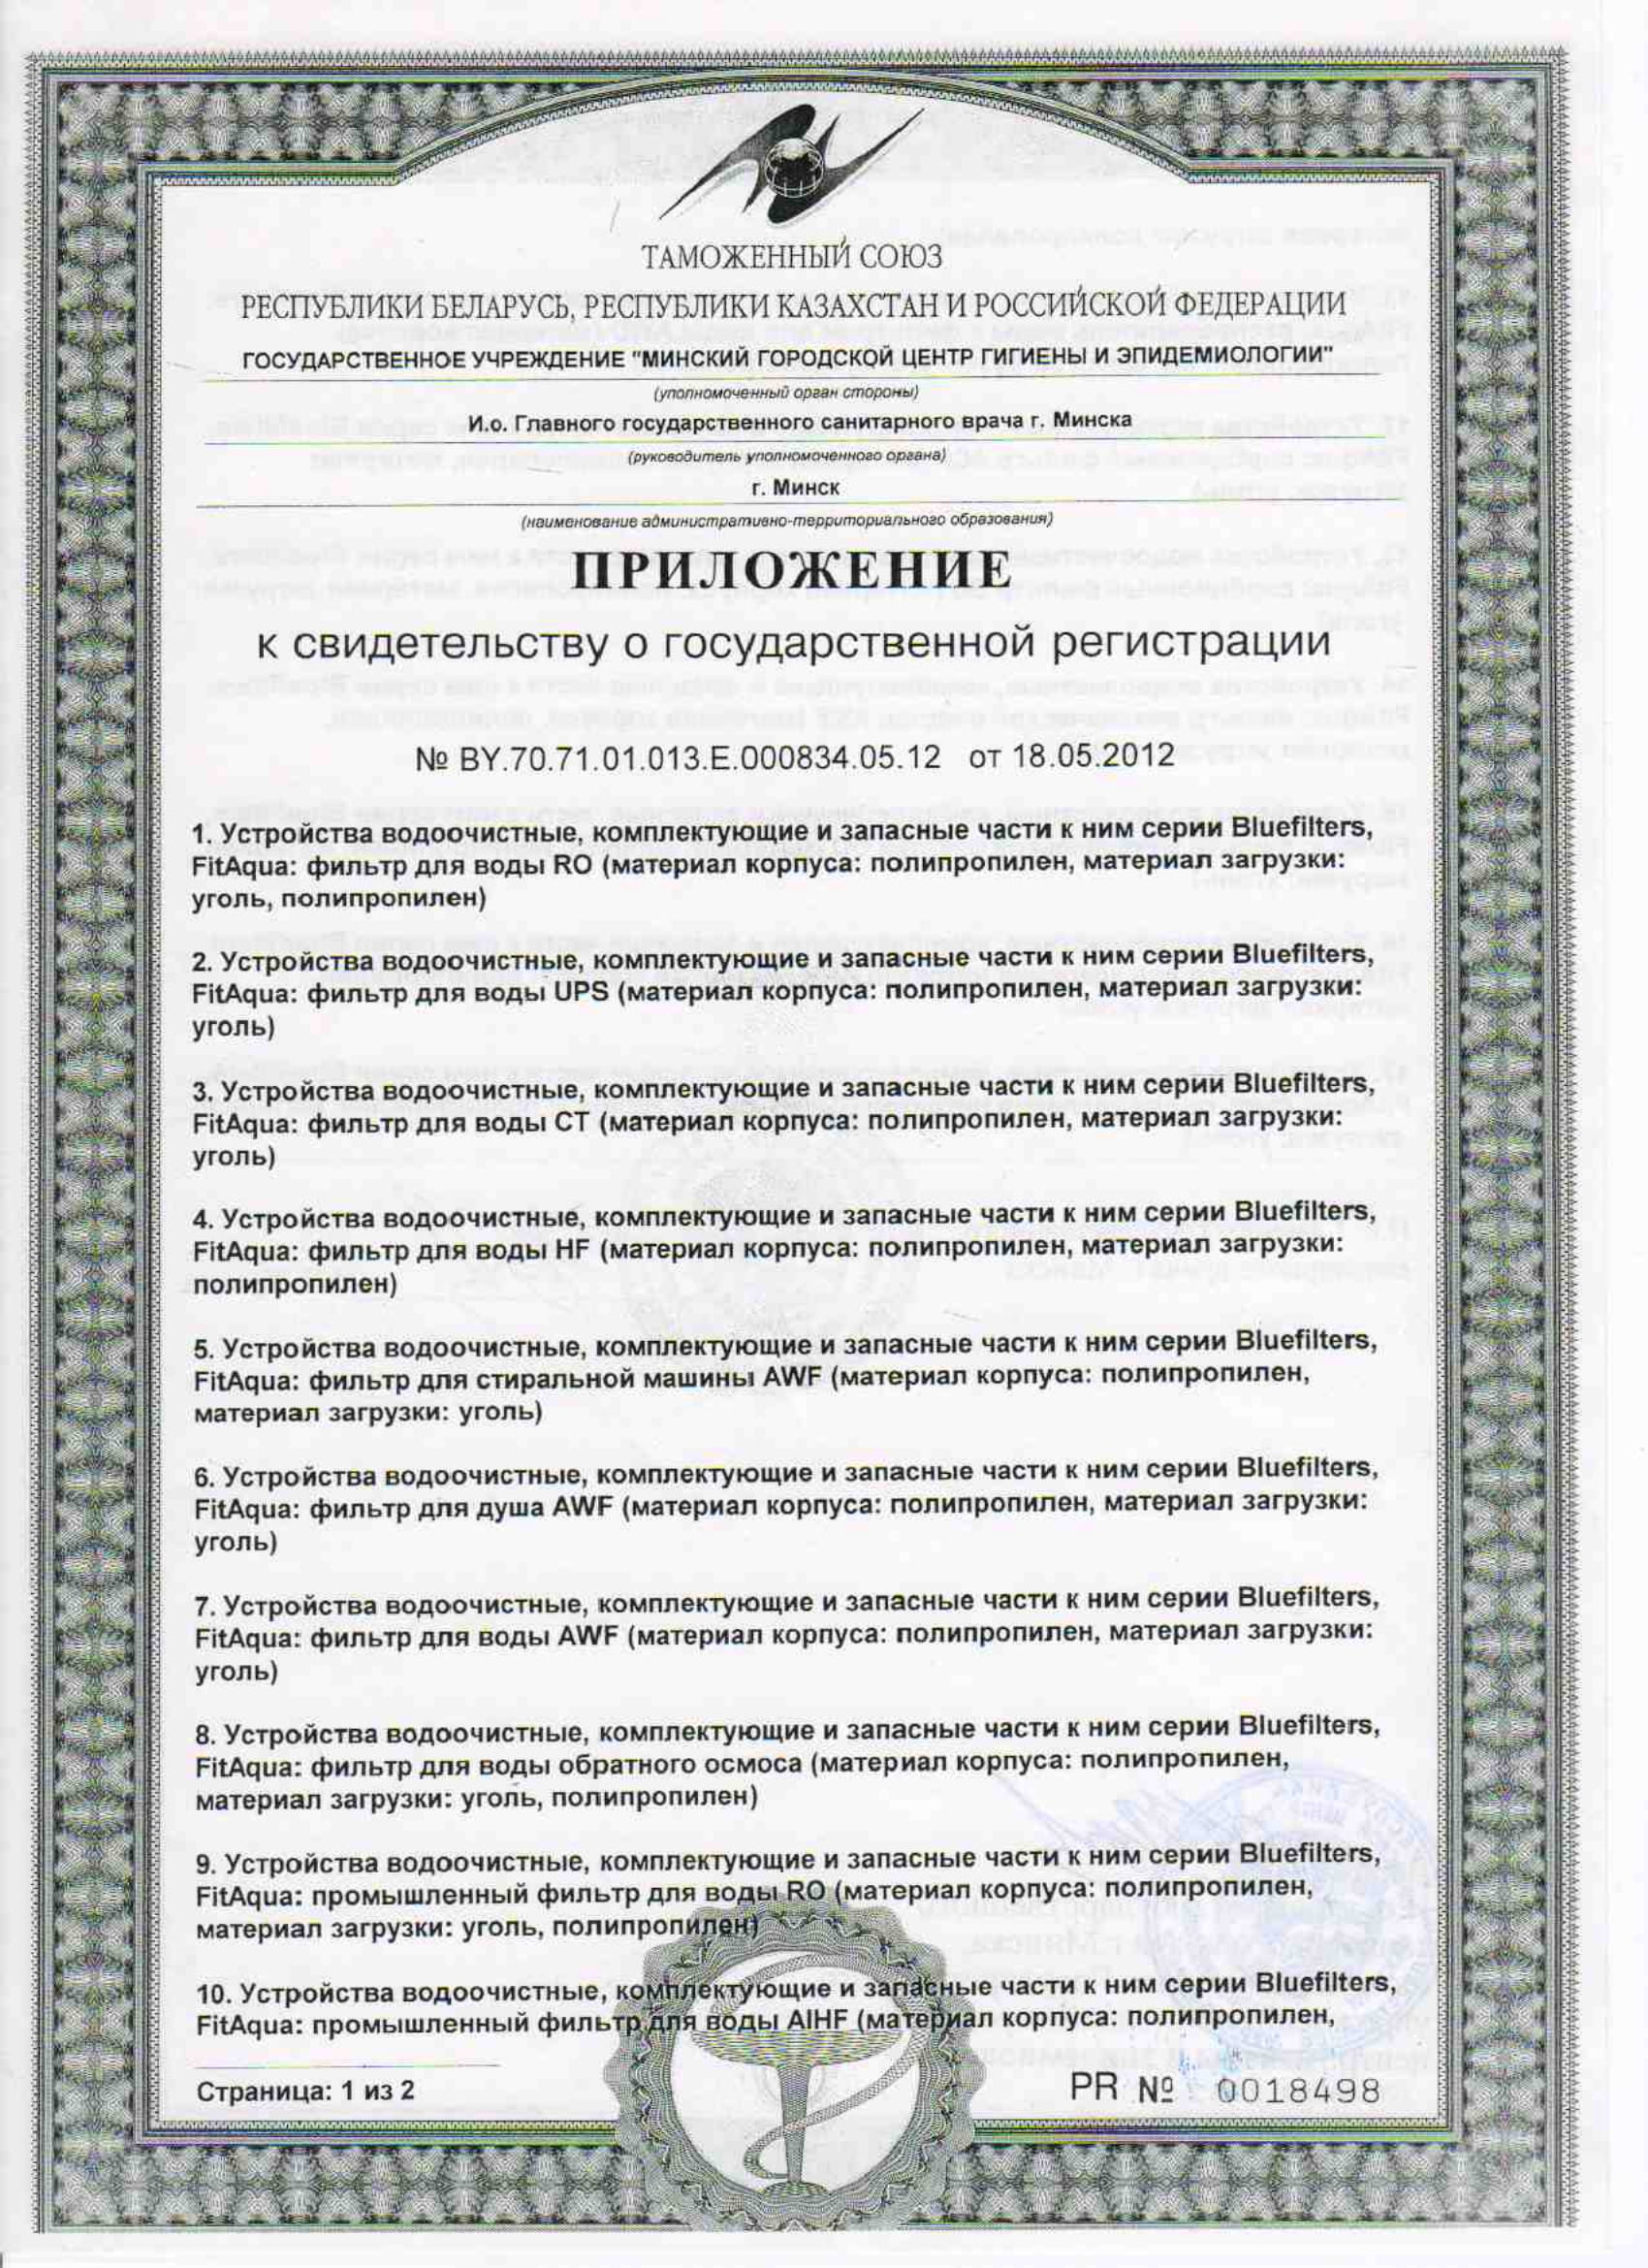 ТАМОЖЕННЫЙ СОЮЗ
РЕСПУБЛИКИ БЕЛАРУСЬ, РЕСПУБЛИКИ КАЗАХСТАН И РОССИЙСКОЙ ФЕДЕРАЦИИ
ГОСУДАРСТВЕННОЕ УЧРЕЖДЕНИЕ "МИНСКИЙ ГОРОДСКОЙ ЦЕНТР ГИГИЕНЫ И ЭПИДЕМИОЛОГИИ"
(уполномоченный орган стороны)
И.о. Главного государственного санитарного врача г. Минска
(руководитель уполномоченного органа)
г. Минск
(наименование административно-территориального образования)
ПРИЛОЖЕНИЕ
к свидетельству о государственной регистрации
№ BY.70.71.01.013.E.000834.05.12 от 18.05.2012
1. Устройства водоочистные, комплектующие и запасные части к ним серии Bluefilters,
FitAqua: фильтр для воды RO (материал корпуса: полипропилен, материал загрузки:
уголь, полипропилен)
2. Устройства водоочистные, комплектующие и запасные части к ним серии Bluefilters,
FitAqua: фильтр для воды UPS (материал корпуса: полипропилен, материал загрузки:
уголь)
3. Устройства водоочистные, комплектующие и запасные части к ним серии Bluefilters,
FitAqua: фильтр для воды CT (материал корпуса: полипропилен, материал загрузки:
уголь)
4. Устройства водоочистные, комплектующие и запасные части к ним серии Bluefilters,
FitAqua: фильтр для воды HF (материал корпуса: полипропилен, материал загрузки:
полипропилен)
5. Устройства водоочистные, комплектующие и запасные части к ним серии Bluefilters,
FitAqua: фильтр для стиральной машины AWF (материал корпуса: полипропилен,
материал загрузки: уголь)
6. Устройства водоочистные, комплектующие и запасные части к ним серии Bluefilters,
FitAqua: фильтр для душа AWF (материал корпуса: полипропилен, материал загрузки:
уголь)
7. Устройства водоочистные, комплектующие и запасные части к ним серии Bluefilters,
FitAqua: фильтр для воды AWF (материал корпуса: полипропилен, материал загрузки:
уголь)
8. Устройства водоочистные, комплектующие и запасные части к ним серии Bluefilters,
FitAqua: фильтр для воды обратного осмоса (материал корпуса: полипропилен,
материал загрузки: уголь, полипропилен)
9. Устройства водоочистные, комплектующие и запасные части к ним серии Bluefilters,
FitAqua: промышленный фильтр для воды RO (материал корпуса: полипропилен,
материал загрузки: уголь, полипропилен)
10. Устройства водоочистные, комплектующие и запасные части к ним серии Bluefilters,
FitAqua: промышленный фильтр для воды AIHF (материал корпуса: полипропилен,
Страница: 1 из 2
PR № 0018498